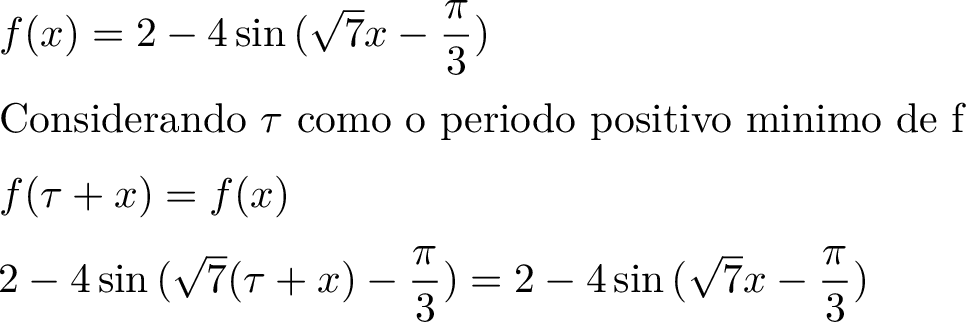 f(x) = 2 − 4 sin (√7x − π/3)
Considerando τ como o periodo positivo minimo de f
f(τ + x) = f(x)
2 − 4 sin (√7(τ + x) − π/3) = 2 − 4 sin (√7x − π/3)